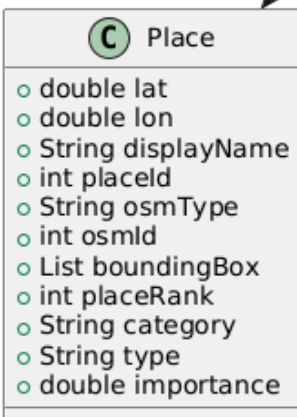 C Place
double lat
double lon
String displayName
int placeId
String osmType
int osmId
List boundingBox
int placeRank
String category
String type
double importance